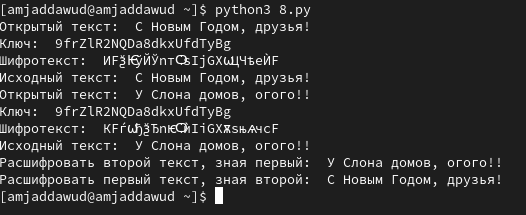 [amjaddawud@amjaddawud ~]$ python3 8.py
Открытый текст:  С Новым Годом, друзья!
Ключ:  9frZlR2NQDa8dkxUfdTyBg
Шифротекст:  ИFѯѤўЙЎnтѺѕІјGXѡЦЧѣеЍF
Исходный текст:  С Новым Годом, друзья!
Открытый текст:  У Слона домов, огого!!
Ключ:  9frZlR2NQDa8dkxUfdTyBg
Шифротекст:  КFѓѡђѯЂnѥѺѝІіGXѫѕњѧчcF
Исходный текст:  У Слона домов, огого!!
Расшифровать второй текст, зная первый:  У Слона домов, огого!!
Расшифровать первый текст, зная второй:  С Новым Годом, друзья!
[amjaddawud@amjaddawud ~]$